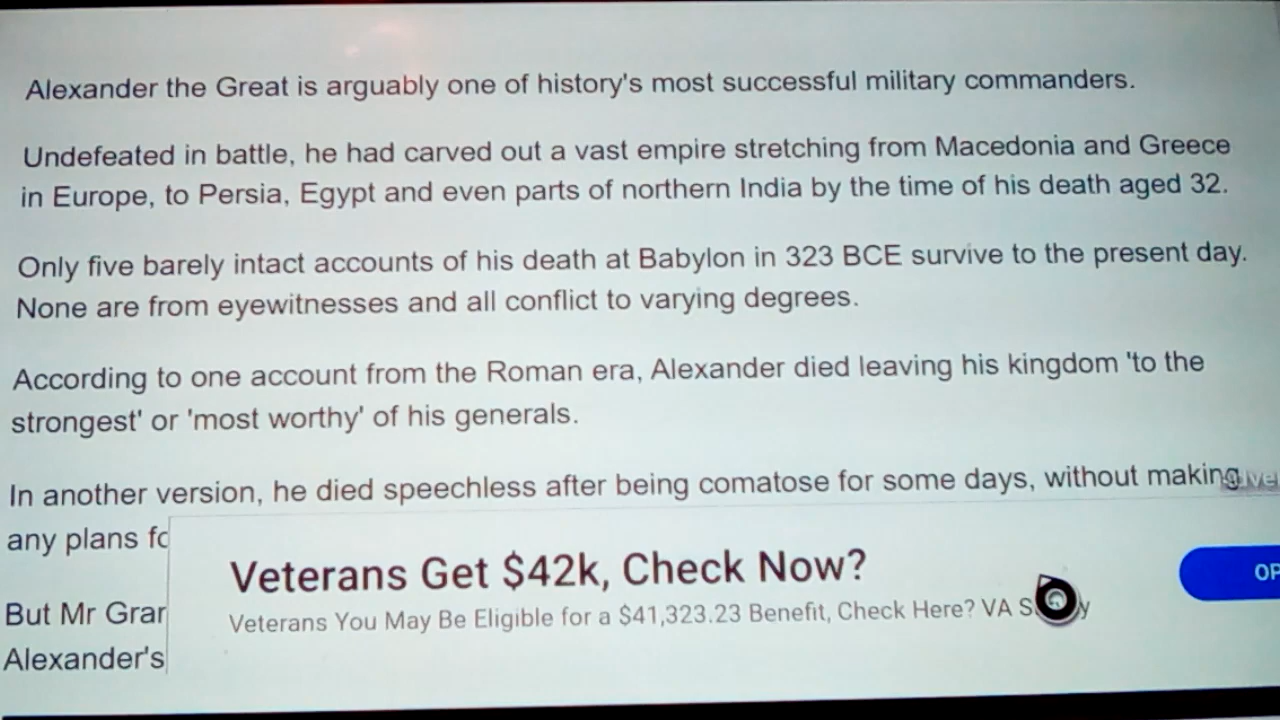 Alexander the Great is arguably one of history's most successful military commanders.
Undefeated in battle, he had carved out a vast empire stretching from Macedonia and Greece
in Europe, to Persia, Egypt and even parts of northern India by the time of his death aged 32.
Only five barely intact accounts of his death at Babylon in 323 BCE survive to the present day.
None are from eyewitnesses and all conflict to varying degrees.
According to one account from the Roman era, Alexander died leaving his kingdom 'to the
strongest' or 'most worthy' of his generals.
In another version, he died speechless after being comatose for some days, without making
any plans
But Mr Grar
Alexander's
Veterans Get $42k, Check Now?
Veterans You May Be Eligible for a $41,323.23 Benefit, Check Here? VA
OP